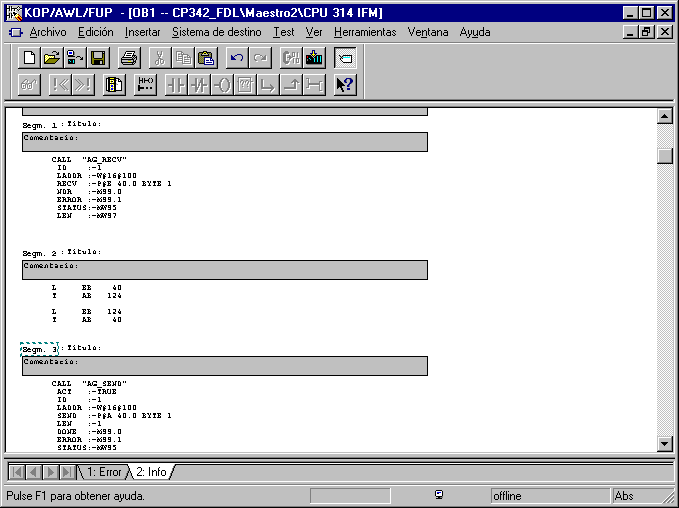 KOP/AWL/FUP - [OB1 -- CP342_FDL\Maestro2\CPU 314 IFM]
Archivo Edición Insertar Sistema de destino Test Ver Herramientas Ventana Ayuda
Segm. 1 : Título:
Comentario:
CALL "AG_RECV"
ID :=1
LADDR :=W#16#100
RECV :=P#E 40.0 BYTE 1
NDR :=M99.0
ERROR :=M99.1
STATUS:=MW95
LEN :=MW97
Segm. 2 : Título:
Comentario:
L EB 40
T AB 124
L EB 124
T AB 40
Segm. 3 : Título:
Comentario:
CALL "AG_SEND"
ACT :=TRUE
ID :=1
LADDR :=W#16#100
SEND :=P#A 40.0 BYTE 1
LEN :=1
DONE :=M99.0
ERROR :=M99.1
STATUS:=MW95
1: Error 2: Info
Pulse F1 para obtener ayuda. offline Abs